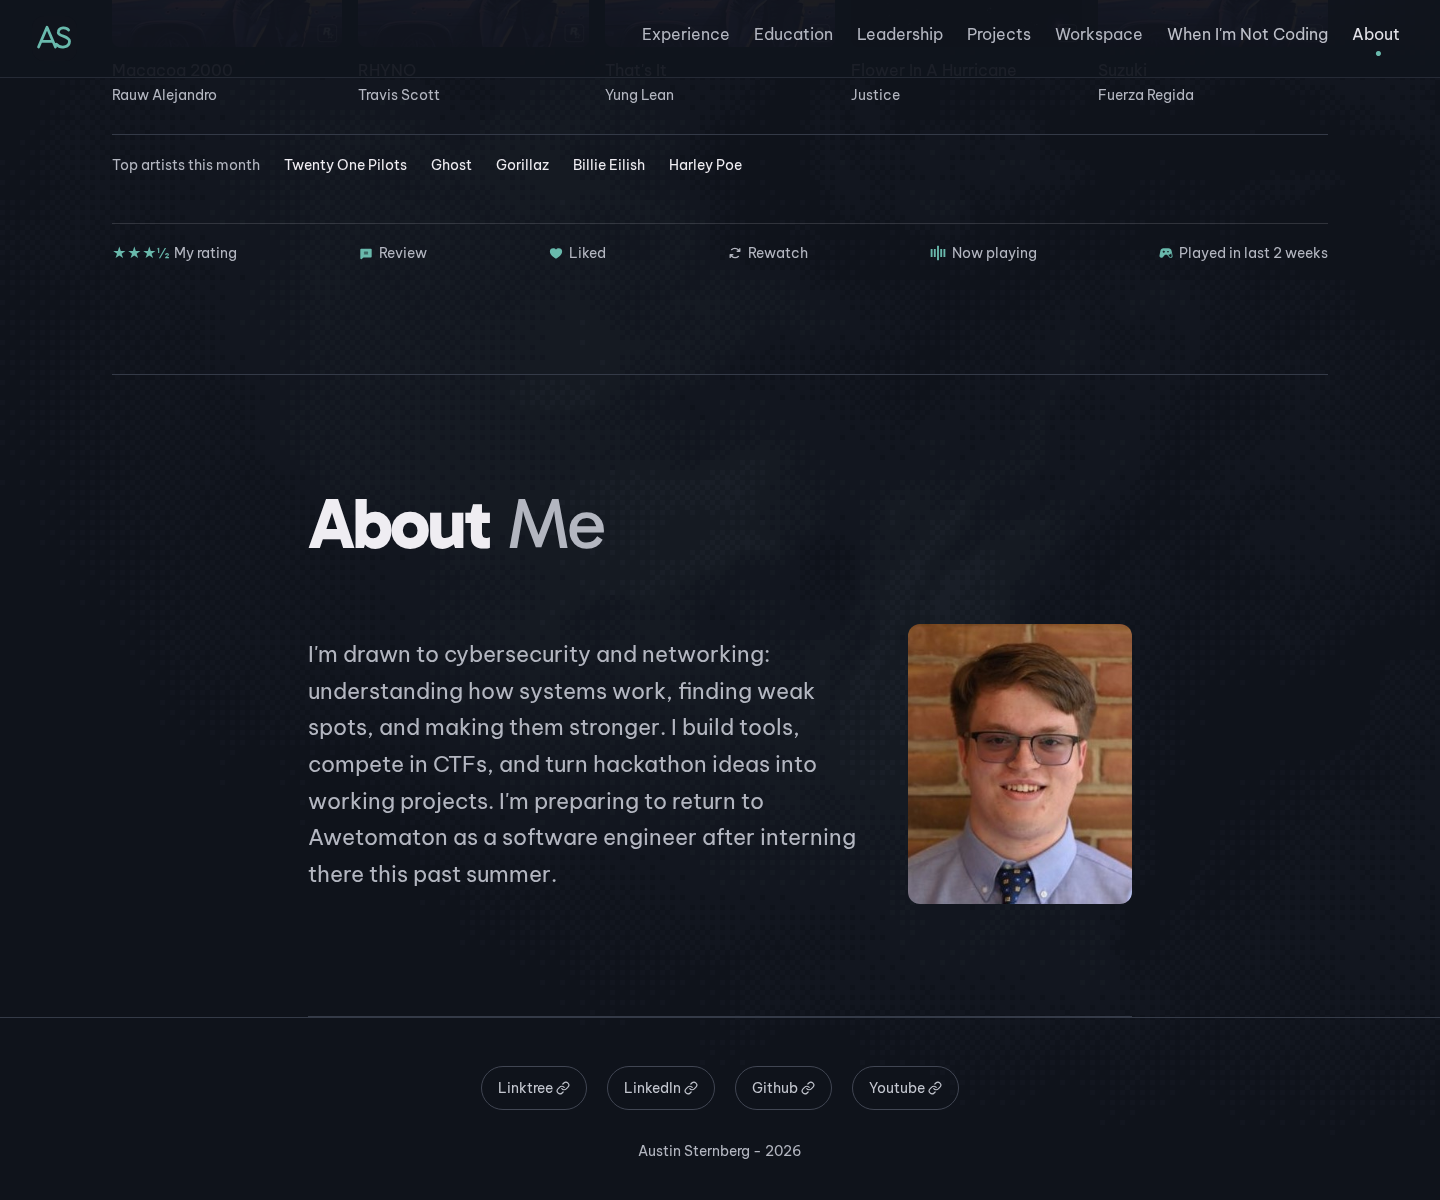 AS
Experience Education Leadership Projects Workspace When I'm Not Coding About
Macacoa 2000 RHYNO That's It Flower In A Hurricane Suzuki
Rauw Alejandro Travis Scott Yung Lean Justice Fuerza Regida
Top artists this month Twenty One Pilots Ghost Gorillaz Billie Eilish Harley Poe
★★★½ My rating Review Liked Rewatch Now playing Played in last 2 weeks
About Me
I'm drawn to cybersecurity and networking:
understanding how systems work, finding weak
spots, and making them stronger. I build tools,
compete in CTFs, and turn hackathon ideas into
working projects. I'm preparing to return to
Awetomaton as a software engineer after interning
there this past summer.
Linktree LinkedIn Github Youtube
Austin Sternberg - 2026